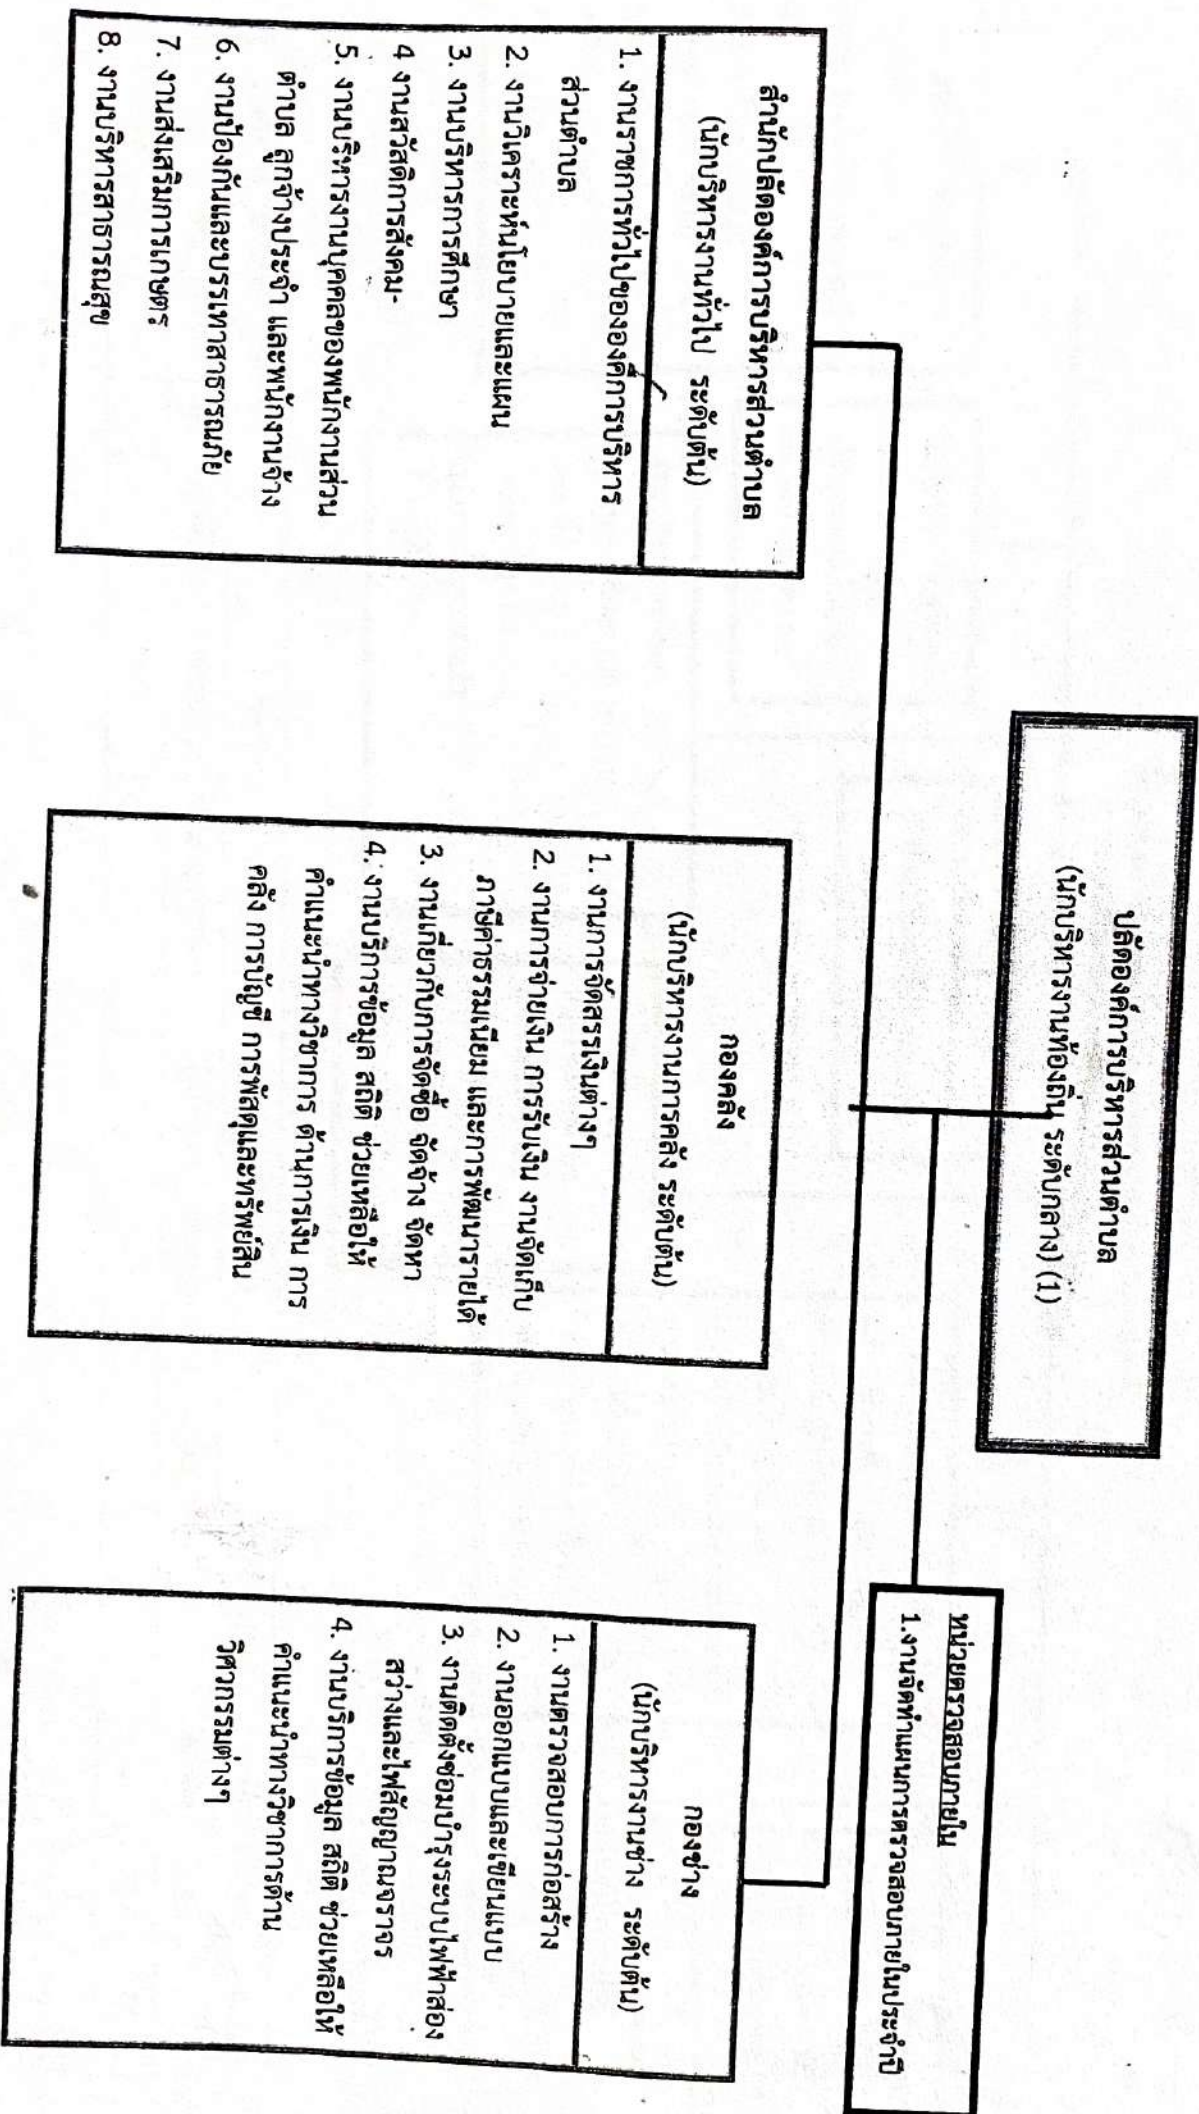 ปลัดองค์การบริหารส่วนตำบล
(นักบริหารงานท้องถิ่น ระดับกลาง) (1)
หน่วยตรวจสอบภายใน
1.งานจัดทำแผนการตรวจสอบภายในประจำปี
สำนักปลัดองค์การบริหารส่วนตำบล
(นักบริหารงานทั่วไป ระดับต้น)
1. งานราชการทั่วไปขององค์การบริหาร
ส่วนตำบล
2. งานวิเคราะห์นโยบายและแผน
3. งานบริหารการศึกษา
4 งานสวัสดิการสังคม
5. งานบริหารงานบุคคลของพนักงานส่วน
ตำบล ลูกจ้างประจำ และพนักงานจ้าง
6. งานป้องกันและบรรเทาสาธารณภัย
7. งานส่งเสริมการเกษตร
8. งานบริหารสาธารณสุข
กองคลัง
(นักบริหารงานการคลัง ระดับต้น)
1. งานการจัดสรรเงินต่างๆ
2. งานการจ่ายเงิน การรับเงิน งานจัดเก็บ
ภาษีค่าธรรมเนียม และการพัฒนารายได้
3. งานเกี่ยวกับการจัดซื้อ จัดจ้าง จัดหา
4. งานบริการข้อมูล สถิติ ช่วยเหลือให้
คำแนะนำทางวิชาการ ด้านการเงิน การ
คลัง การบัญชี การพัสดุและทรัพย์สิน
กองช่าง
(นักบริหารงานช่าง ระดับต้น)
1. งานตรวจสอบการก่อสร้าง
2. งานออกแบบและเขียนแบบ
3. งานติดตั้งซ่อมบำรุงระบบไฟฟ้าส่อง
สว่างและไฟสัญญาณจราจร
4. งานบริการข้อมูล สถิติ ช่วยเหลือให้
คำแนะนำทางวิชาการด้าน
วิศวกรรมต่างๆ